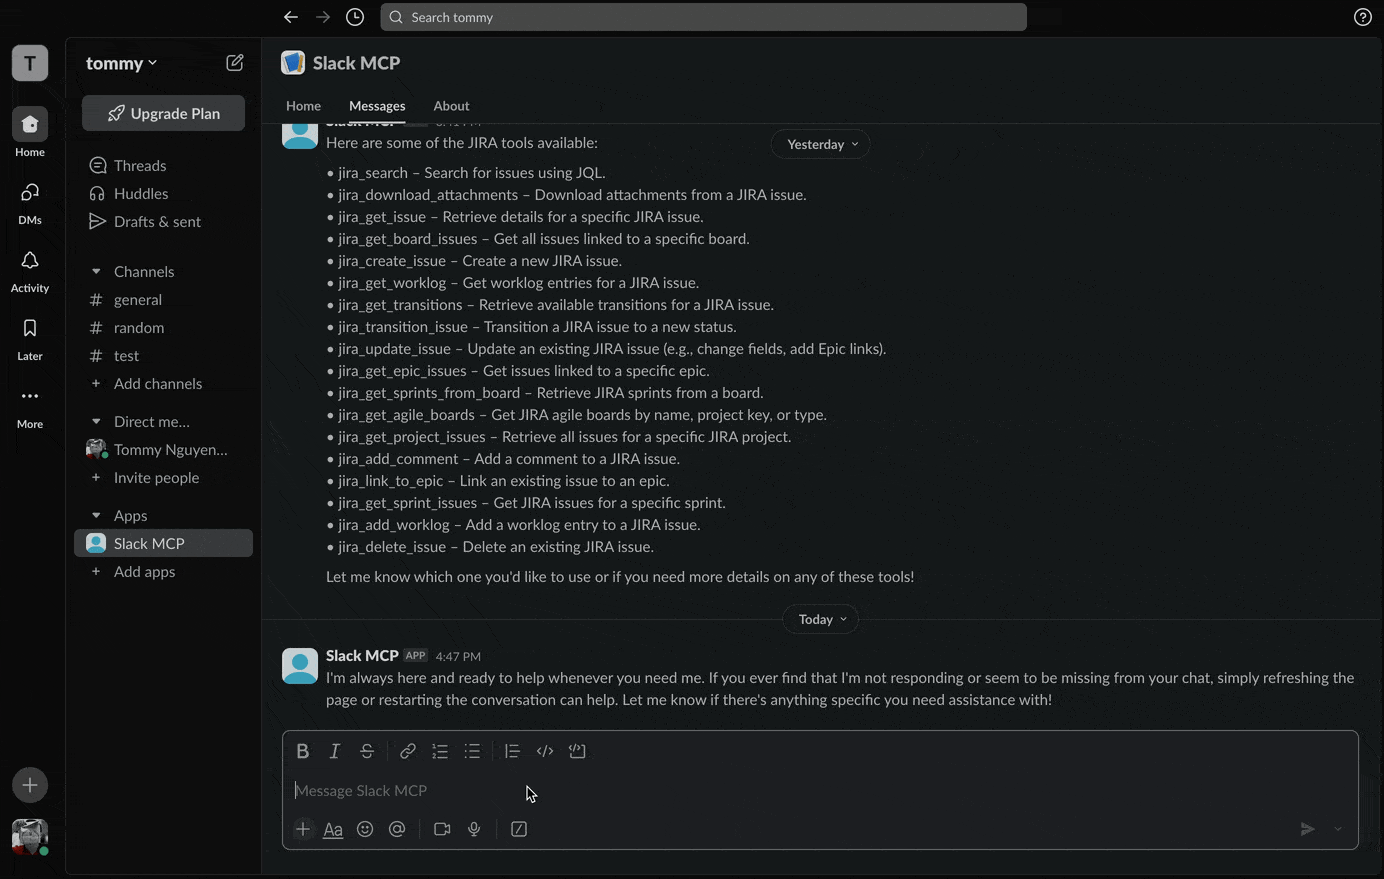 Search tommy
T
tommy
Upgrade Plan
Home
DMs
Activity
Later
More
Threads
Huddles
Drafts & sent
Channels
# general
# random
# test
+ Add channels
Direct me...
Tommy Nguyen...
+ Invite people
Apps
Slack MCP
+ Add apps
Slack MCP
Home Messages About
Yesterday
Slack MCP
Here are some of the JIRA tools available:
• jira_search – Search for issues using JQL.
• jira_download_attachments – Download attachments from a JIRA issue.
• jira_get_issue – Retrieve details for a specific JIRA issue.
• jira_get_board_issues – Get all issues linked to a specific board.
• jira_create_issue – Create a new JIRA issue.
• jira_get_worklog – Get worklog entries for a JIRA issue.
• jira_get_transitions – Retrieve available transitions for a JIRA issue.
• jira_transition_issue – Transition a JIRA issue to a new status.
• jira_update_issue – Update an existing JIRA issue (e.g., change fields, add Epic links).
• jira_get_epic_issues – Get issues linked to a specific epic.
• jira_get_sprints_from_board – Retrieve JIRA sprints from a board.
• jira_get_agile_boards – Get JIRA agile boards by name, project key, or type.
• jira_get_project_issues – Retrieve all issues for a specific JIRA project.
• jira_add_comment – Add a comment to a JIRA issue.
• jira_link_to_epic – Link an existing issue to an epic.
• jira_get_sprint_issues – Get JIRA issues for a specific sprint.
• jira_add_worklog – Add a worklog entry to a JIRA issue.
• jira_delete_issue – Delete an existing JIRA issue.
Let me know which one you'd like to use or if you need more details on any of these tools!
Today
Slack MCP APP 4:47 PM
I'm always here and ready to help whenever you need me. If you ever find that I'm not responding or seem to be missing from your chat, simply refreshing the
page or restarting the conversation can help. Let me know if there's anything specific you need assistance with!
Message Slack MCP
Aa